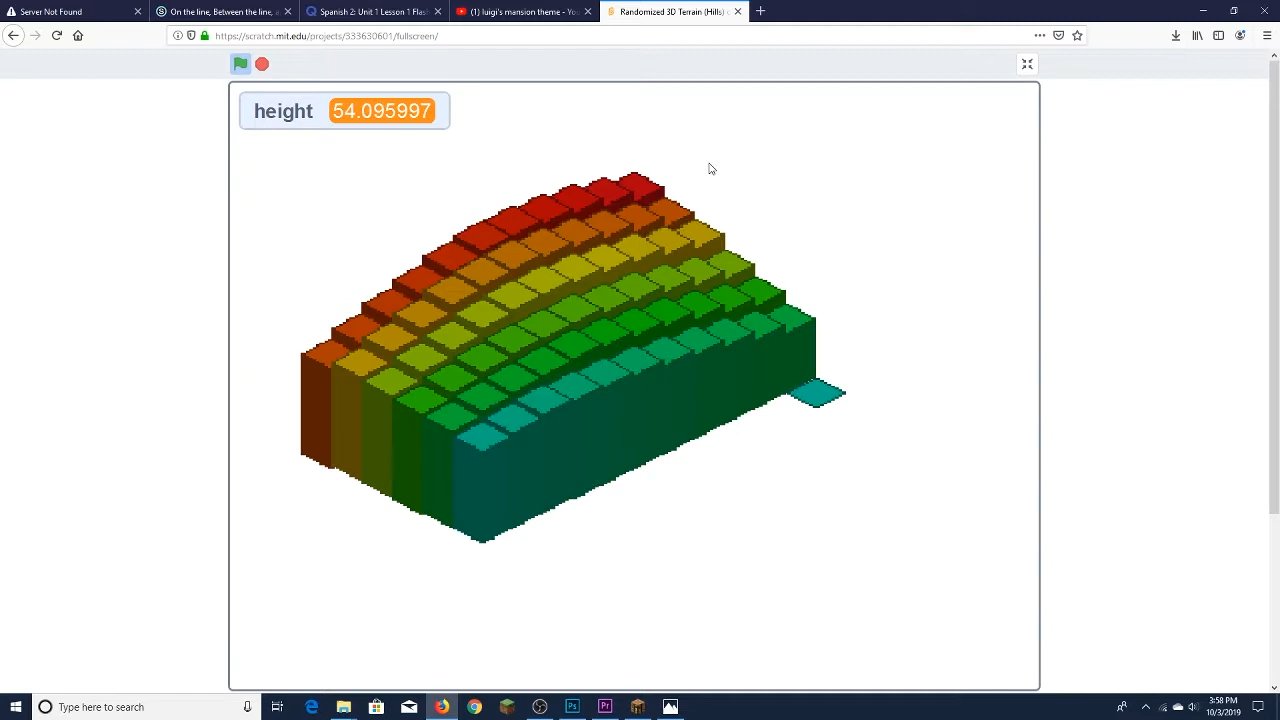 Server Not Found
On the line, Between the line, a
Spanish 2: Unit 1 Lesson 1 Flash
(1) luigi's mansion theme - You
Randomized 3D Terrain (Hills) o
https://scratch.mit.edu/projects/333630601/fullscreen/
height 54.095997
Type here to search
3:58 PM
10/3/2019